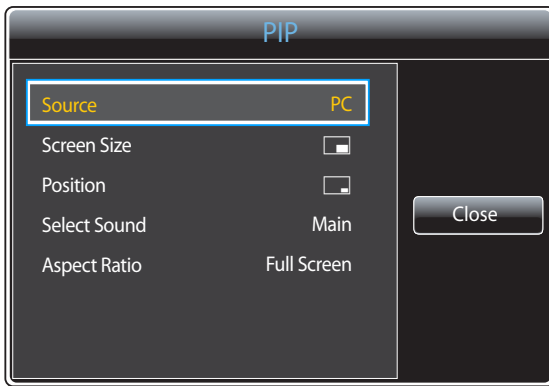 PIP
Source PC
Screen Size
Position
Select Sound Main
Aspect Ratio Full Screen
Close